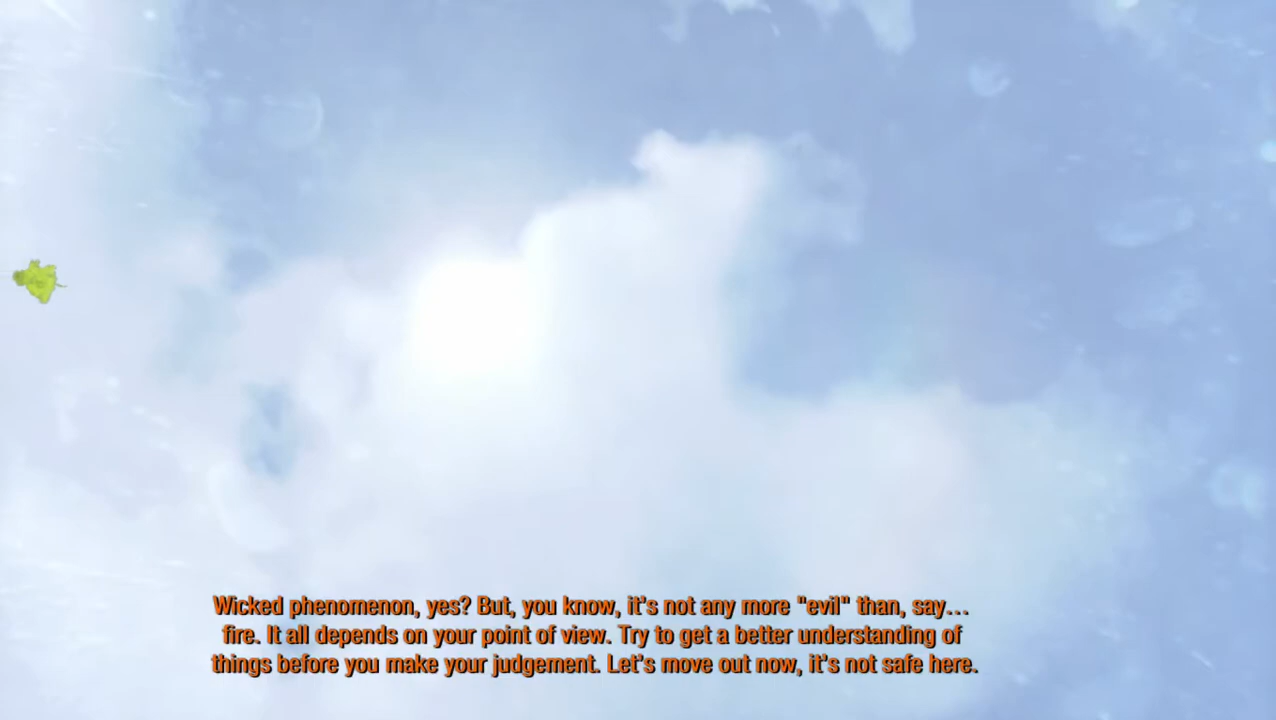 Wicked phenomenon, yes? But, you know, it's not any more "evil" than, say…
fire. It all depends on your point of view. Try to get a better understanding of
things before you make your judgement. Let's move out now, it's not safe here.